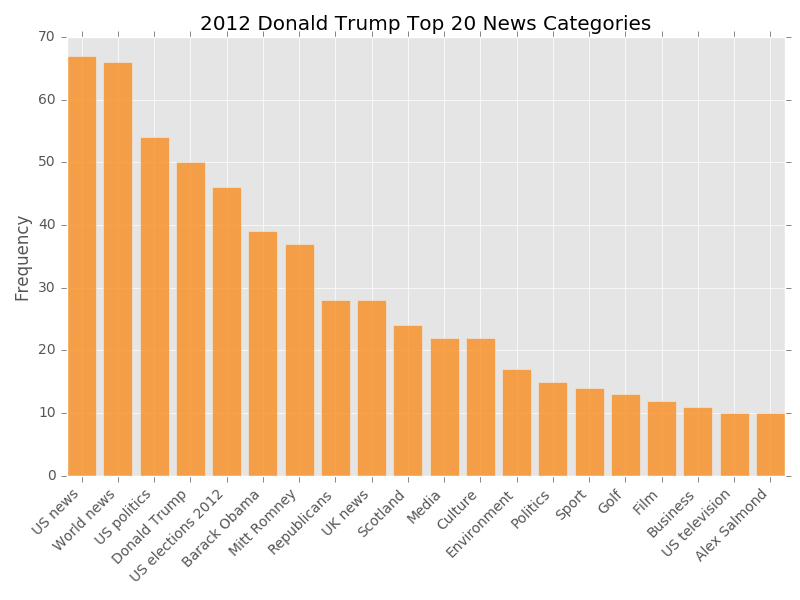 2012 Donald Trump Top 20 News Categories
Frequency
70
60
50
40
30
20
10
0
US news
World news
US politics
Donald Trump
US elections 2012
Barack Obama
Mitt Romney
Republicans
UK news
Scotland
Media
Culture
Environment
Politics
Sport
Golf
Film
Business
US television
Alex Salmond